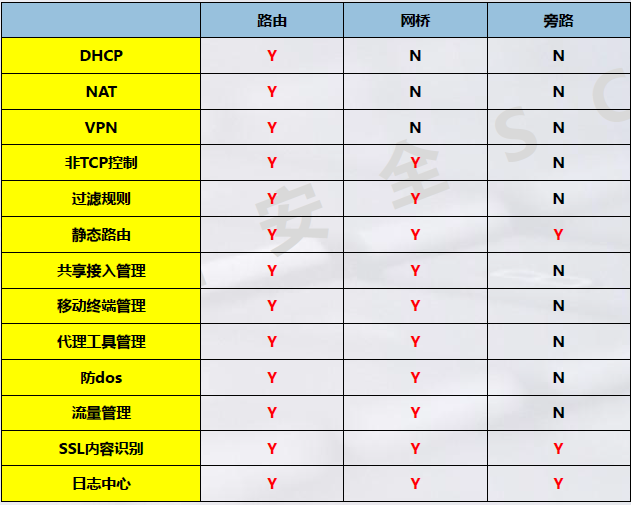 路由 网桥 旁路
DHCP Y N N
NAT Y N N
VPN Y N N
非TCP控制 Y Y N
过滤规则 Y Y N
静态路由 Y Y Y
共享接入管理 Y Y N
移动终端管理 Y Y N
代理工具管理 Y Y N
防dos Y Y N
流量管理 Y Y N
SSL内容识别 Y Y Y
日志中心 Y Y Y
安全 S C